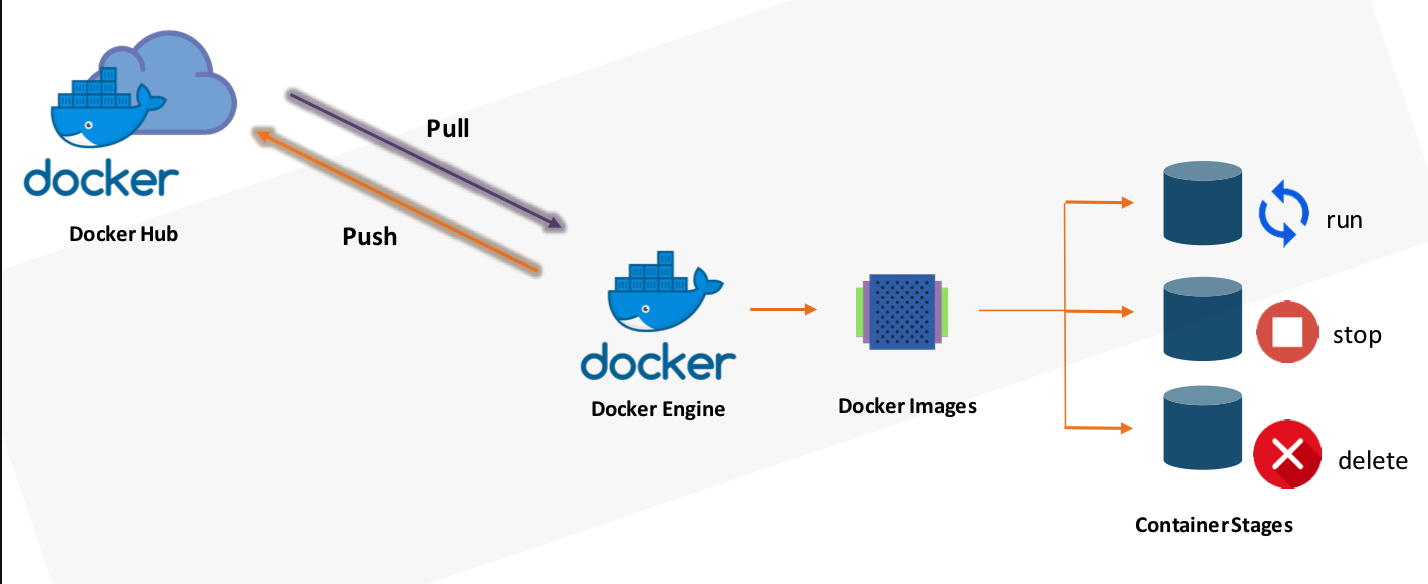 docker
Docker Hub
Pull
Push
docker
Docker Engine
Docker Images
run
stop
delete
Container Stages